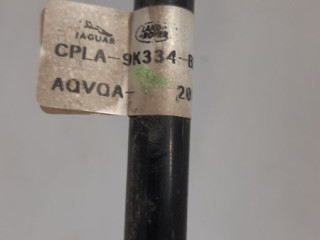 JAGUAR LAND ROVER
CPLA-9K334-B
AQVQA- 20